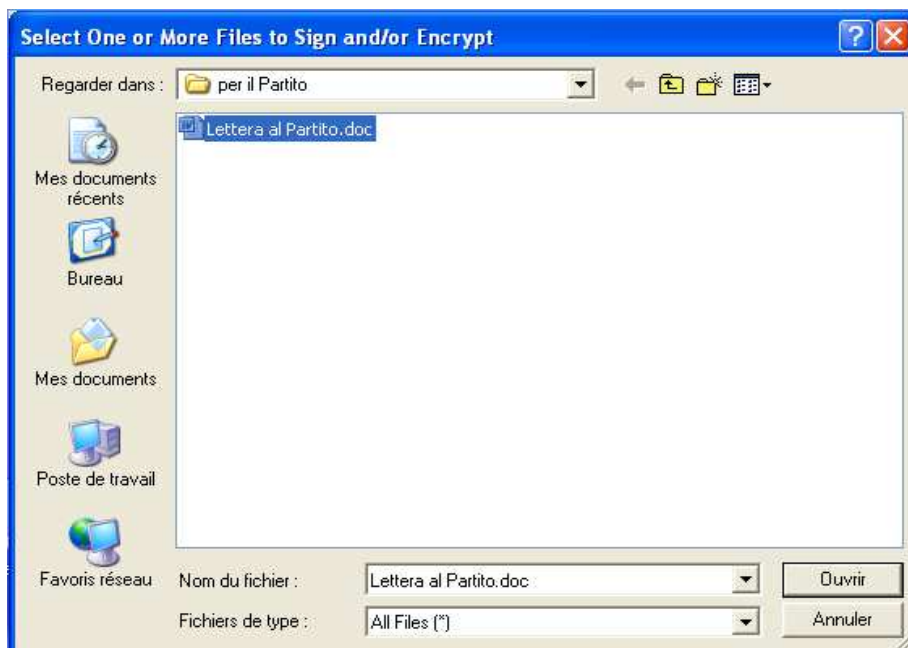 Select One or More Files to Sign and/or Encrypt
Regarder dans :
per il Partito
Lettera al Partito.doc
Mes documents
récents
Bureau
Mes documents
Poste de travail
Favoris réseau
Nom du fichier :
Lettera al Partito.doc
Ouvrir
Fichiers de type :
All Files (*)
Annuler